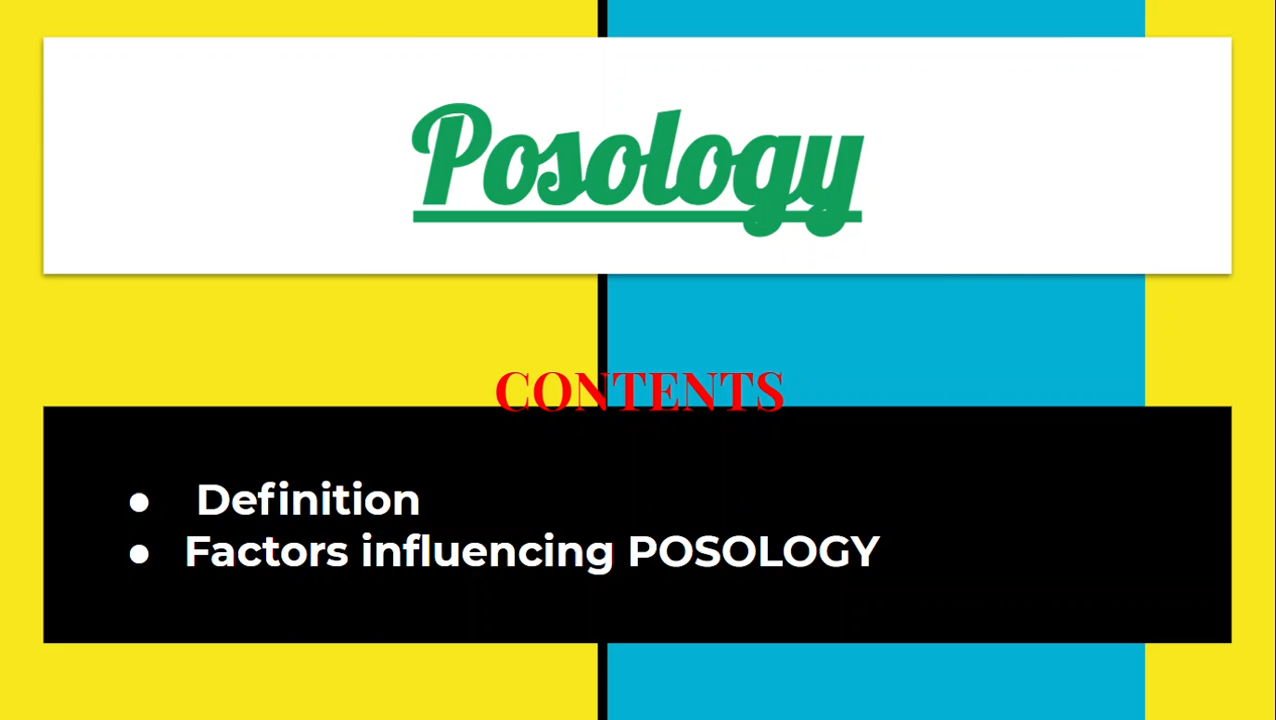 Posology
CONTENTS
● Definition
● Factors influencing POSOLOGY